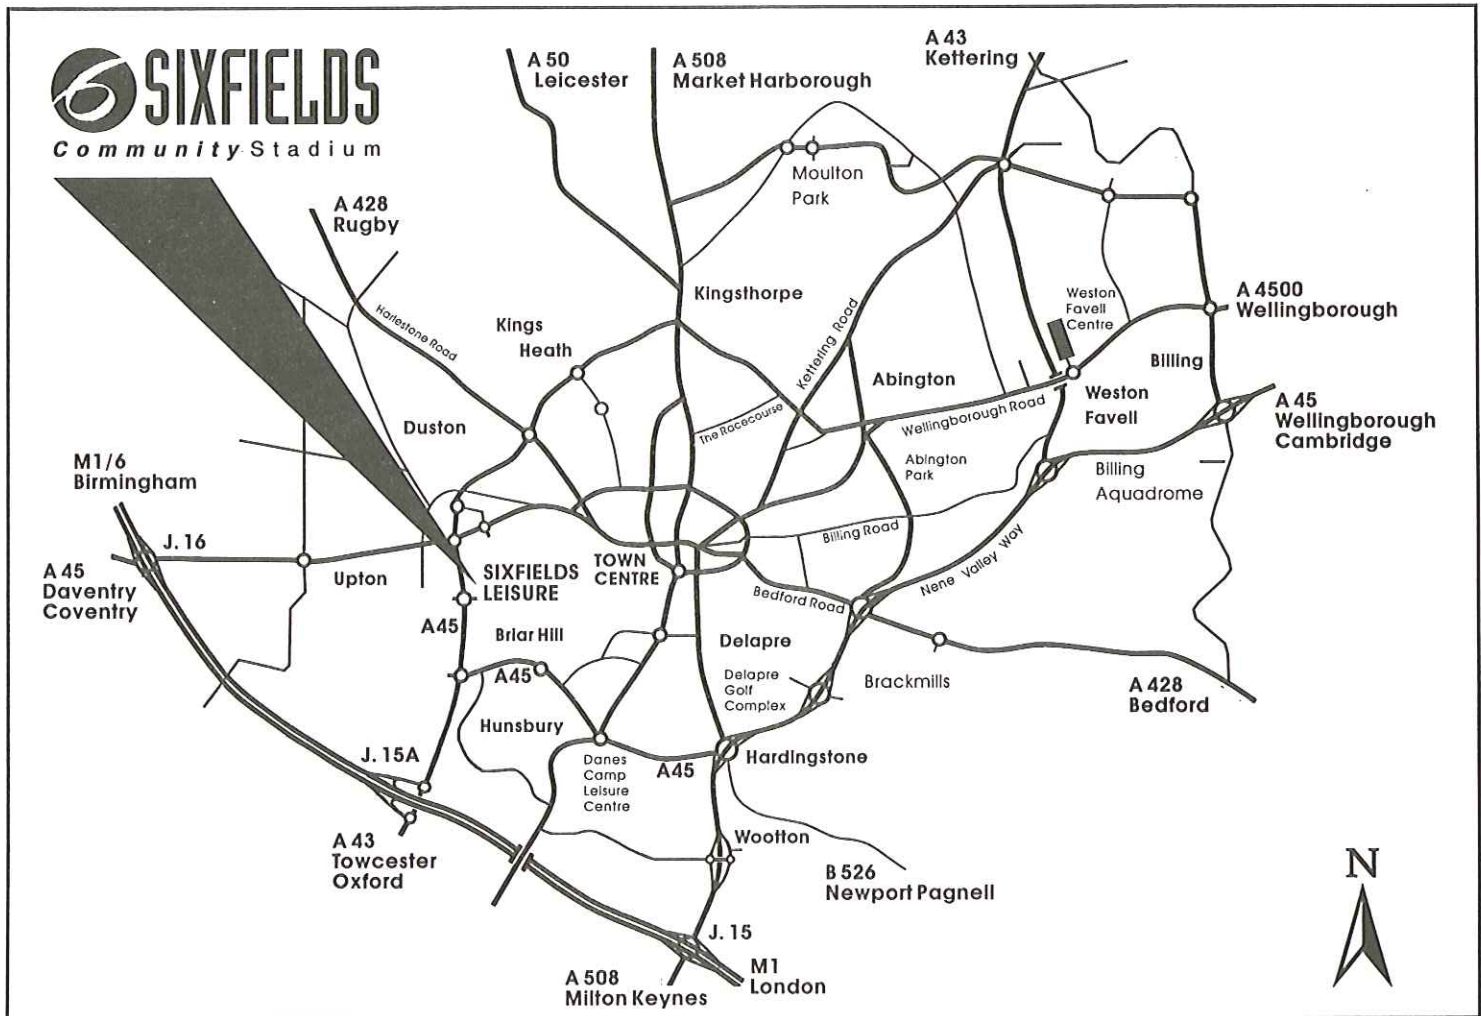 6 SIXFIELDS
Community Stadium
A 50
Leicester
A 508
Market Harborough
A 43
Kettering
A 428
Rugby
Moulton
Park
Kingsthorpe
Kings
Heath
Harlestone Road
Kettering Road
Weston
Favell
Centre
A 4500
Wellingborough
Billing
Abington
Weston
Favell
Duston
The Racecourse
Wellingborough Road
A 45
Wellingborough
Cambridge
Abington
Park
Billing
Aquadrome
M1/6
Birmingham
J. 16
Billing Road
Nene Valley Way
A 45
Daventry
Coventry
Upton
SIXFIELDS
LEISURE
TOWN
CENTRE
Bedford Road
A45
Briar Hill
Delapre
A45
Delapre
Golf
Complex
Brackmills
A 428
Bedford
Hunsbury
J. 15A
Danes
Camp
Leisure
Centre
A45
Hardingstone
A 43
Towcester
Oxford
Wootton
B 526
Newport Pagnell
N
J. 15
M1
London
A 508
Milton Keynes